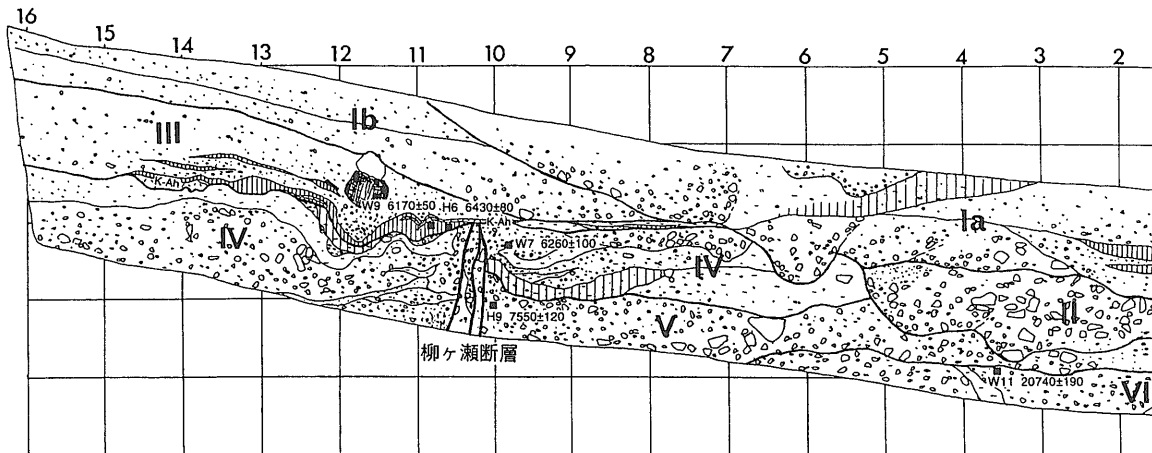 16 15 14 13 12 11 10 9 8 7 6 5 4 3 2
Ib
III
K-Ah
W9 6170±50 H6 6430±80
Ia
K-Ah
IV
W7 6260±100
IV
II
H9 7550±120
V
柳ヶ瀬断層
W11 20740±190
VI